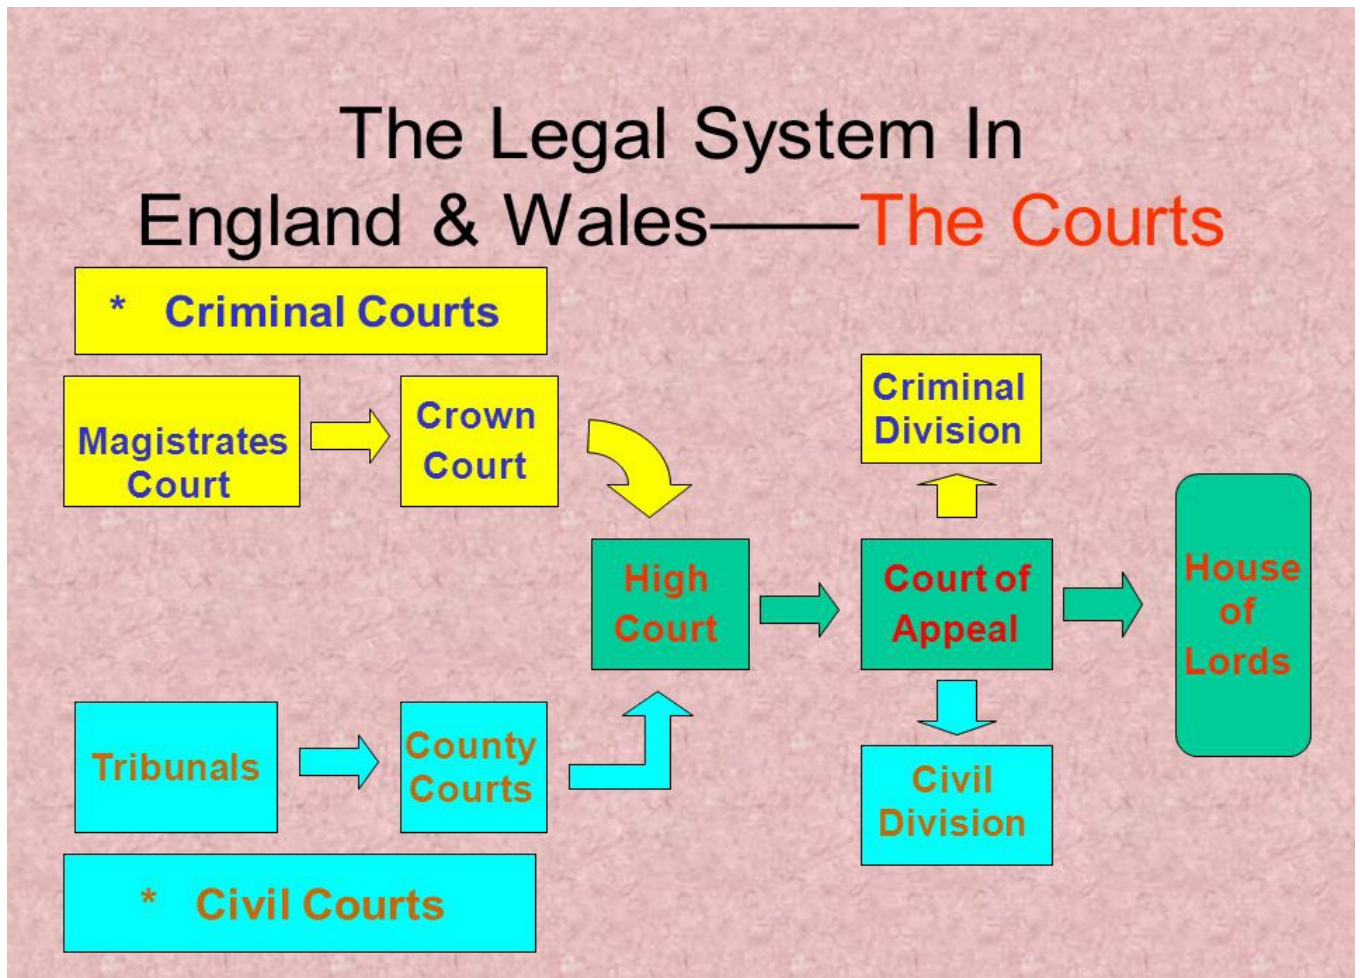 The Legal System In
England & Wales——The Courts
* Criminal Courts
Magistrates
Court
Crown
Court
Criminal
Division
High
Court
Court of
Appeal
House
of
Lords
Tribunals
County
Courts
Civil
Division
* Civil Courts